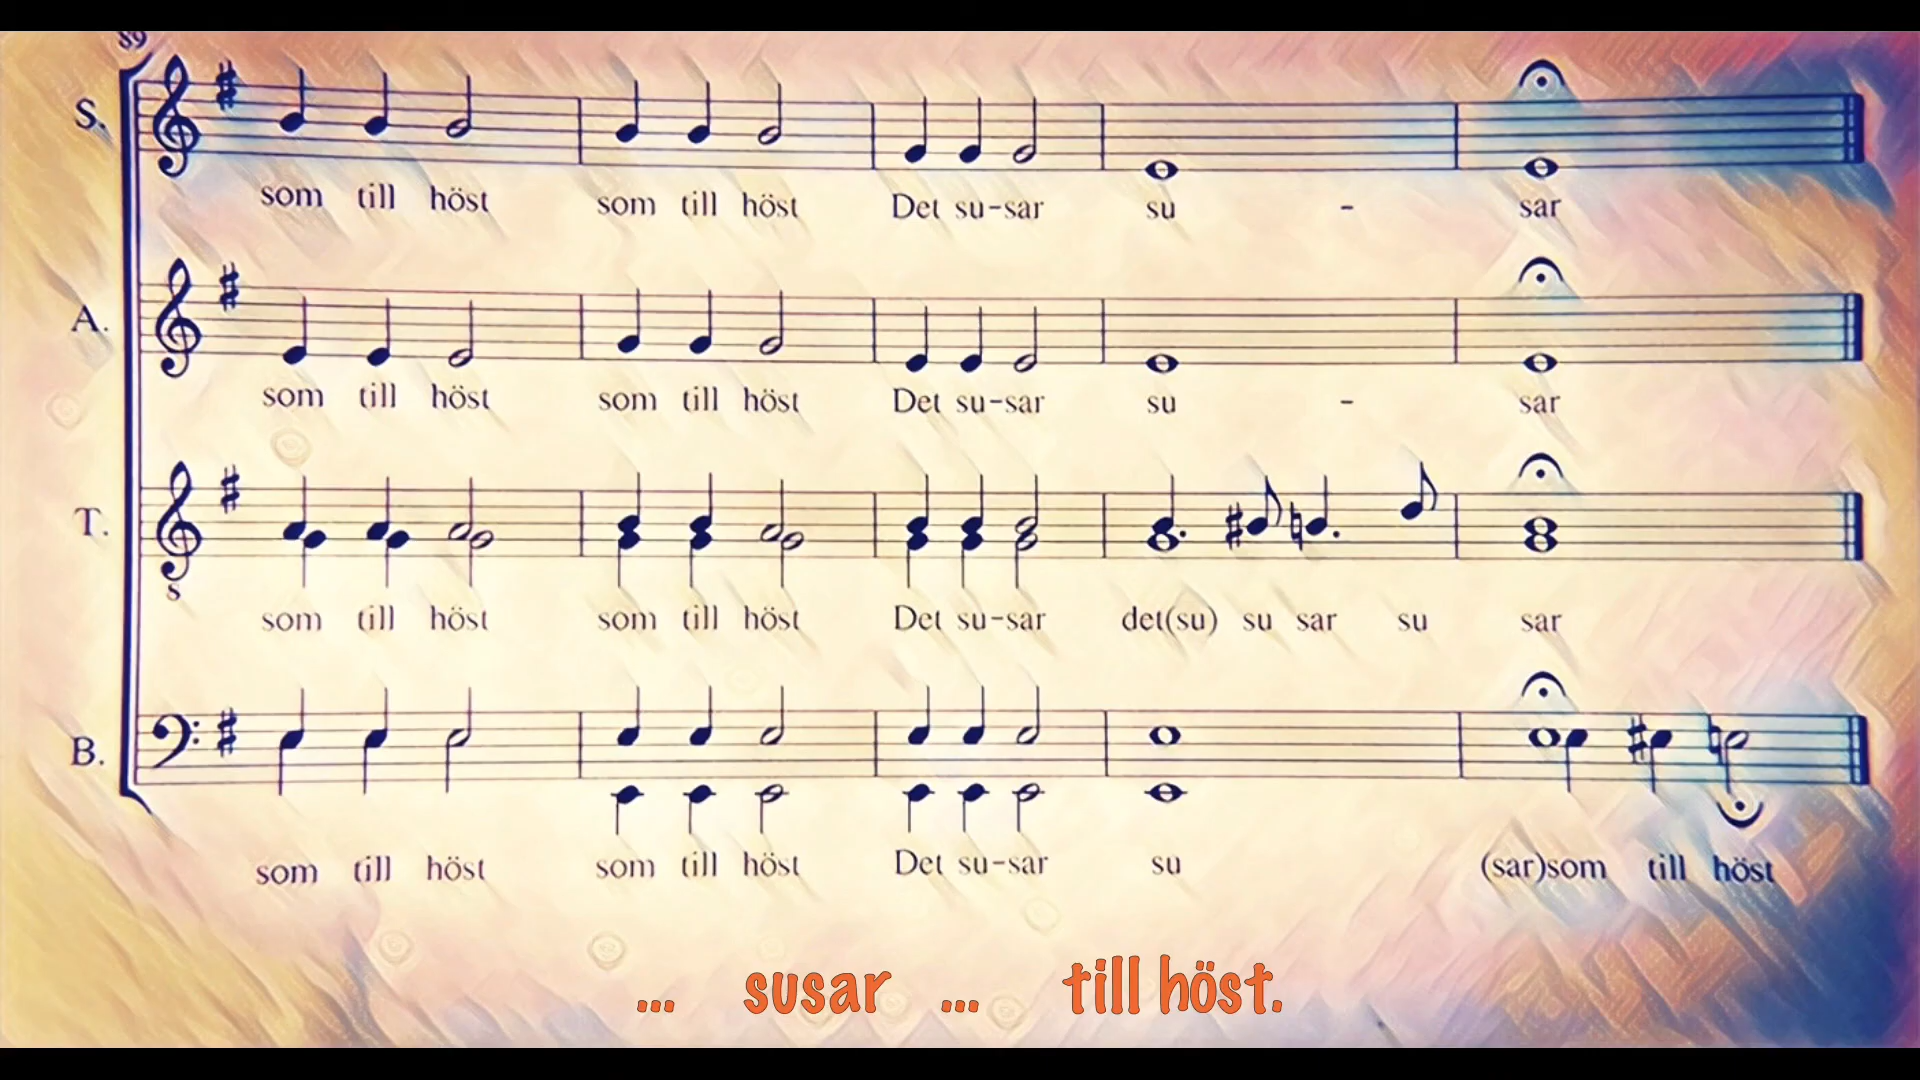 89
S.
som till höst som till höst Det su-sar su - sar
A.
som till höst som till höst Det su-sar su - sar
T.
8
som till höst som till höst Det su-sar det(su) su sar su sar
B.
som till höst som till höst Det su-sar su (sar)som till höst
... susar ... till höst.